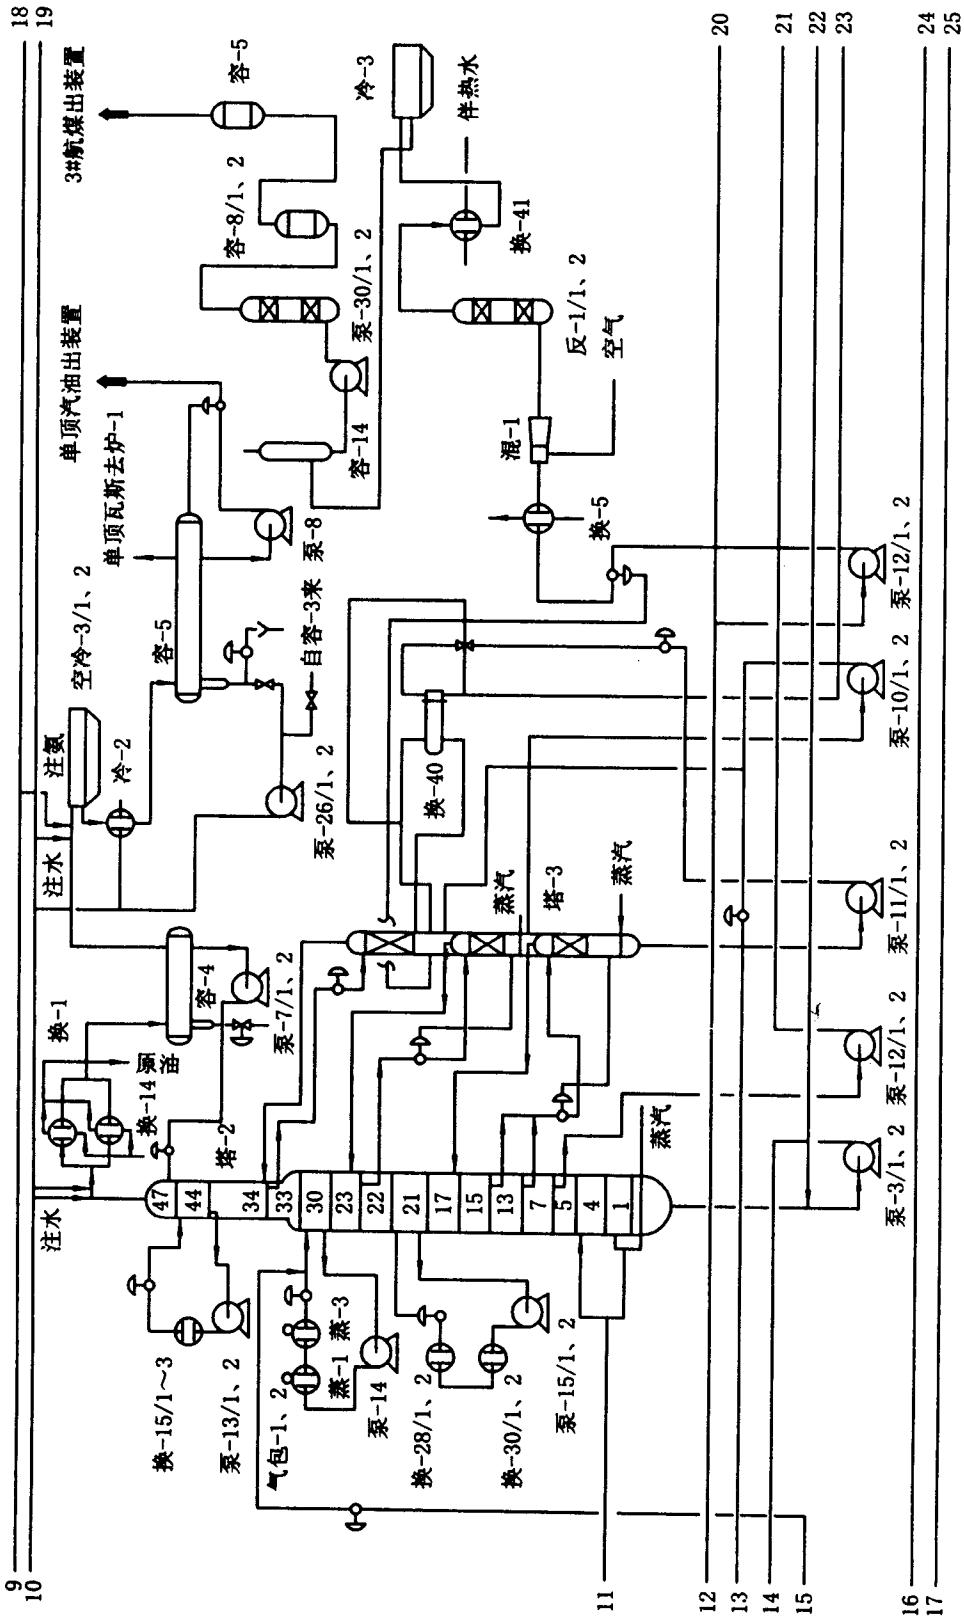 9
18
10
19
注水
注水
注氨
3#航煤出装置
换-1
空冷-3/1、2
单顶汽油出装置
换-14
冷-2
单顶瓦斯去炉-1
换-15/1～3
容-4
容-5
容-5
塔-2
容-8/1、2
泵-13/1、2
泵-7/1、2
自容-3来
泵-8
气包-1、2
泵-26/1、2
容-14
泵-30/1、2
冷-3
蒸-1
蒸-3
泵-14
47
44
34
33
30
23
22
21
17
15
13
7
5
4
1
换-28/1、2
换-40
伴热水
换-30/1、2
蒸汽
混-1
换-41
泵-15/1、2
塔-3
换-5
反-1/1、2
蒸汽
蒸汽
空气
11
12
20
13
14
21
15
22
23
泵-3/1、2
泵-12/1、2
泵-11/1、2
泵-10/1、2
泵-12/1、2
16
24
17
25